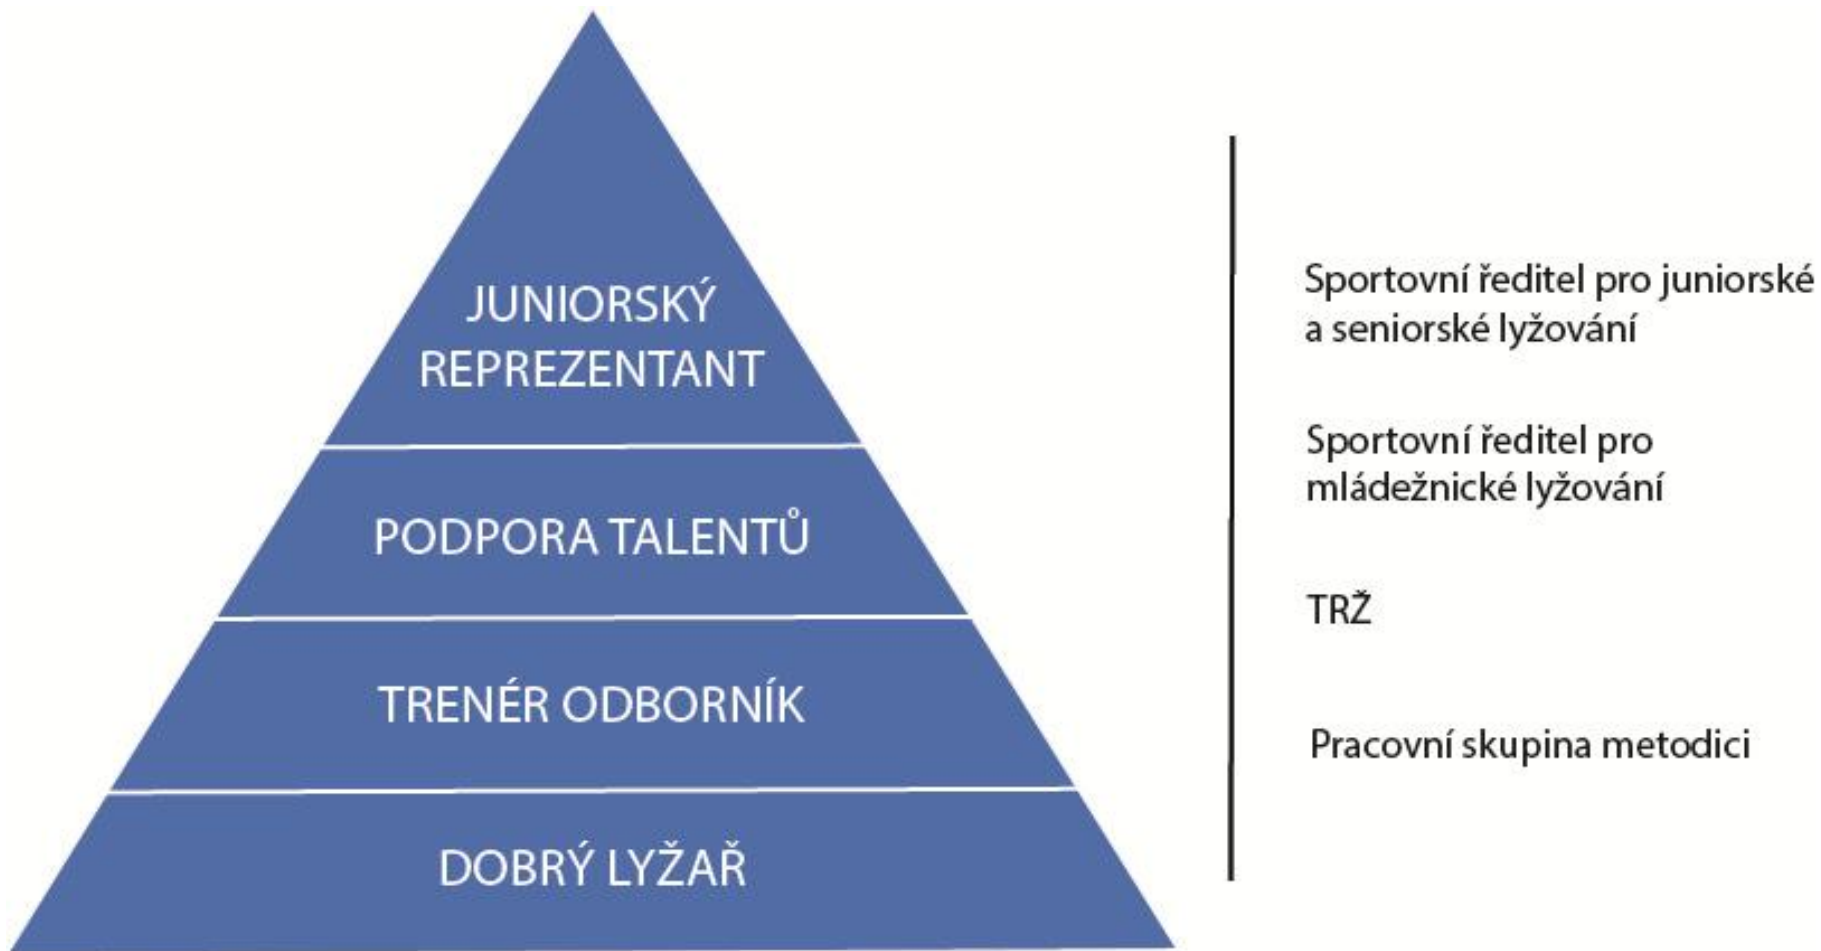 JUNIORSKÝ
REPREZENTANT
PODPORA TALENTŮ
TRENÉR ODBORNÍK
DOBRÝ LYŽAŘ
Sportovní ředitel pro juniorské
a seniorské lyžování
Sportovní ředitel pro
mládežnické lyžování
TRŽ
Pracovní skupina metodici